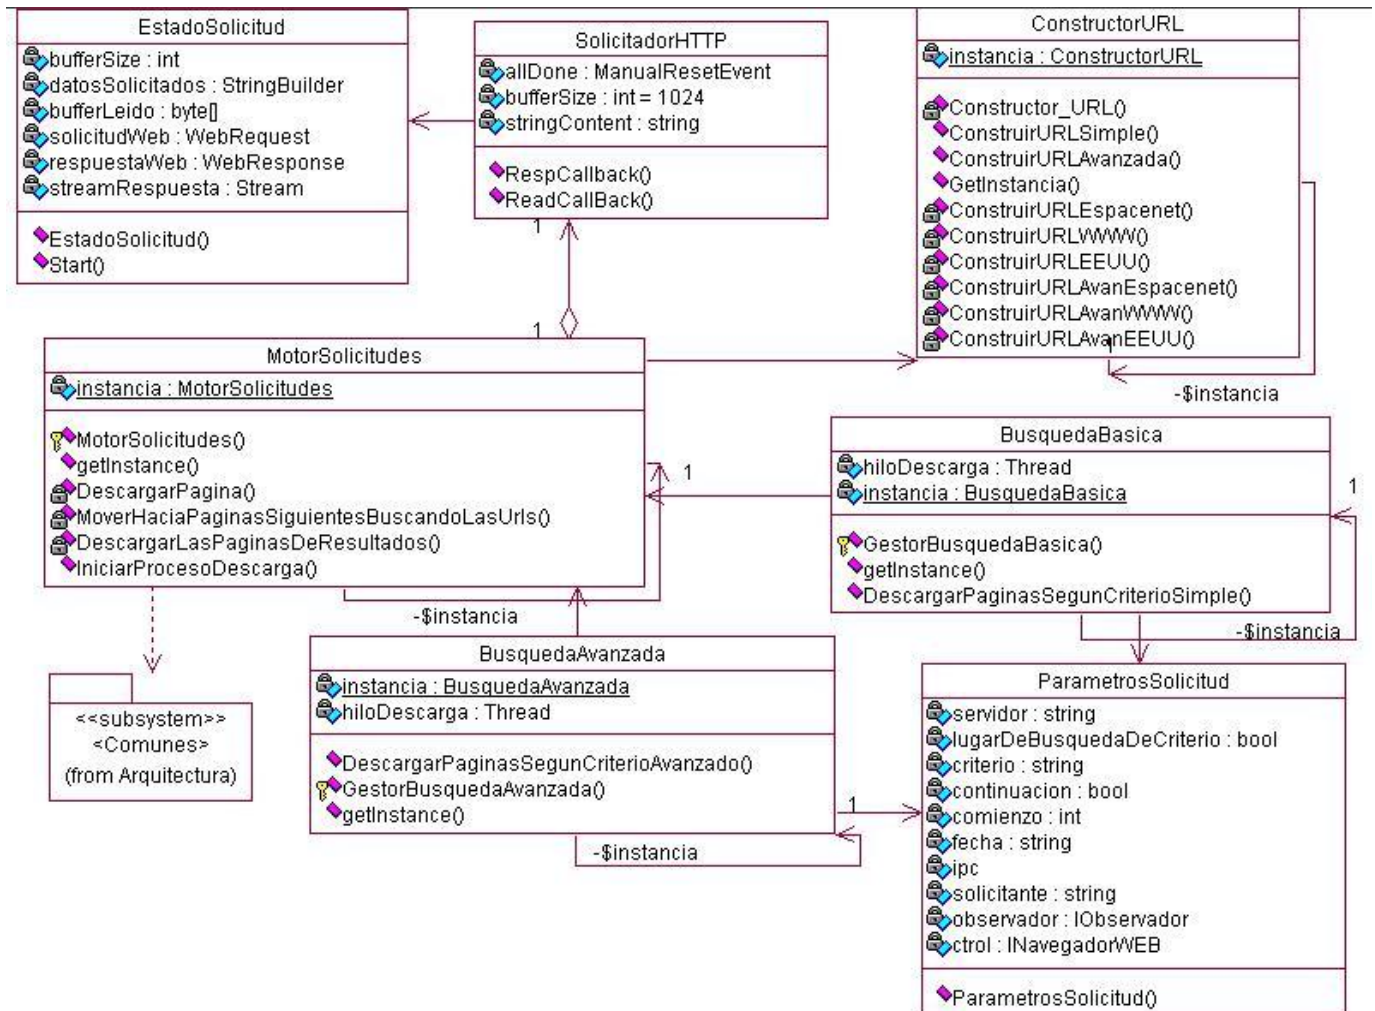 EstadoSolicitud
bufferSize : int
datosSolicitados : StringBuilder
bufferLeido : byte[]
solicitudWeb : WebRequest
respuestaWeb : WebResponse
streamRespuesta : Stream
EstadoSolicitud()
Start()
SolicitadorHTTP
allDone : ManualResetEvent
bufferSize : int = 1024
stringContent : string
RespCallback()
ReadCallBack()
1
1
ConstructorURL
instancia : ConstructorURL
Constructor_URL()
ConstruirURLSimple()
ConstruirURLAvanzada()
GetInstancia()
ConstruirURLEspacenet()
ConstruirURLWWW()
ConstruirURLEEUU()
ConstruirURLAvanEspacenet()
ConstruirURLAvanWWW()
ConstruirURLAvanEEUU()
1
-$instancia
MotorSolicitudes
instancia : MotorSolicitudes
MotorSolicitudes()
getInstance()
DescargarPagina()
MoverHaciaPaginasSiguientesBuscandoLasUrls()
DescargarLasPaginasDeResultados()
IniciarProcesoDescarga()
1
-$instancia
BusquedaBasica
hiloDescarga : Thread
instancia : BusquedaBasica
GestorBusquedaBasica()
getInstance()
DescargarPaginasSegunCriterioSimple()
1
-$instancia
<<subsystem>>
<Comunes>
(from Arquitectura)
BusquedaAvanzada
instancia : BusquedaAvanzada
hiloDescarga : Thread
DescargarPaginasSegunCriterioAvanzado()
GestorBusquedaAvanzada()
getInstance()
1
-$instancia
ParametrosSolicitud
servidor : string
lugarDeBusquedaDeCriterio : bool
criterio : string
continuacion : bool
comienzo : int
fecha : string
ipc
solicitante : string
observador : IObservador
ctrol : INavegadorWEB
ParametrosSolicitud()